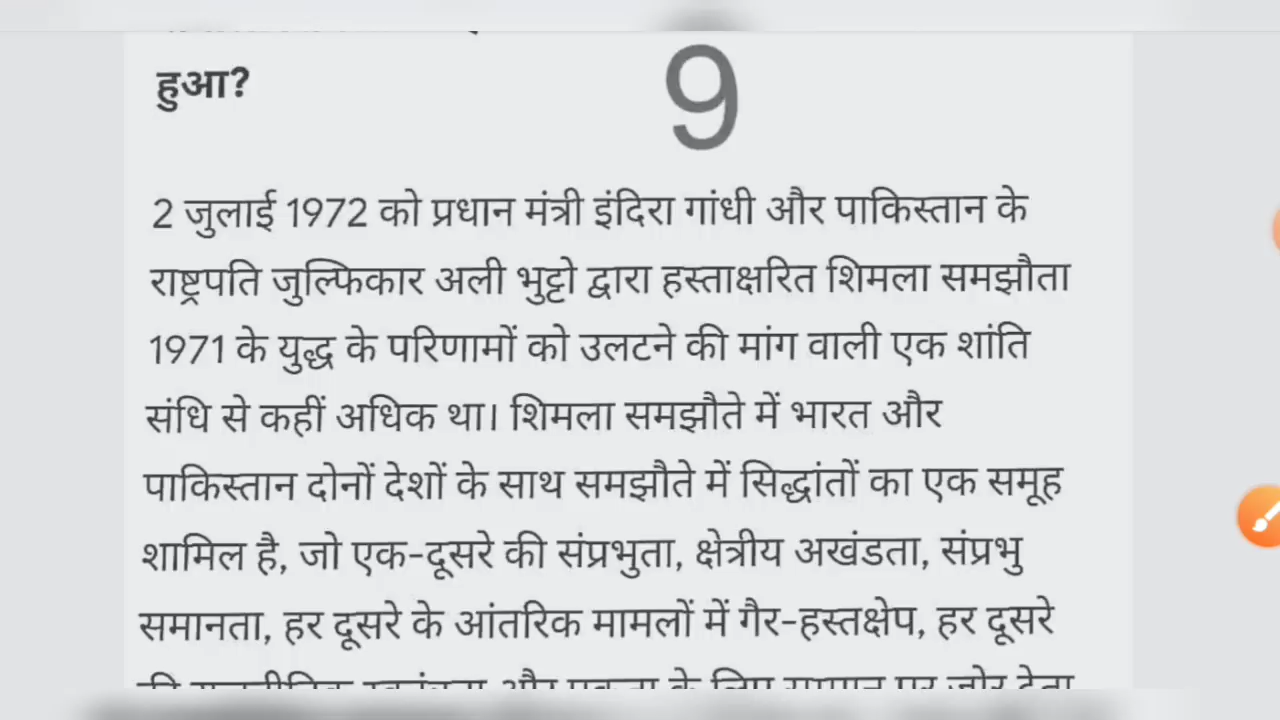 हुआ?
9
2 जुलाई 1972 को प्रधान मंत्री इंदिरा गांधी और पाकिस्तान के
राष्ट्रपति जुल्फिकार अली भुट्टो द्वारा हस्ताक्षरित शिमला समझौता
1971 के युद्ध के परिणामों को उलटने की मांग वाली एक शांति
संधि से कहीं अधिक था। शिमला समझौते में भारत और
पाकिस्तान दोनों देशों के साथ समझौते में सिद्धांतों का एक समूह
शामिल है, जो एक-दूसरे की संप्रभुता, क्षेत्रीय अखंडता, संप्रभु
समानता, हर दूसरे के आंतरिक मामलों में गैर-हस्तक्षेप, हर दूसरे